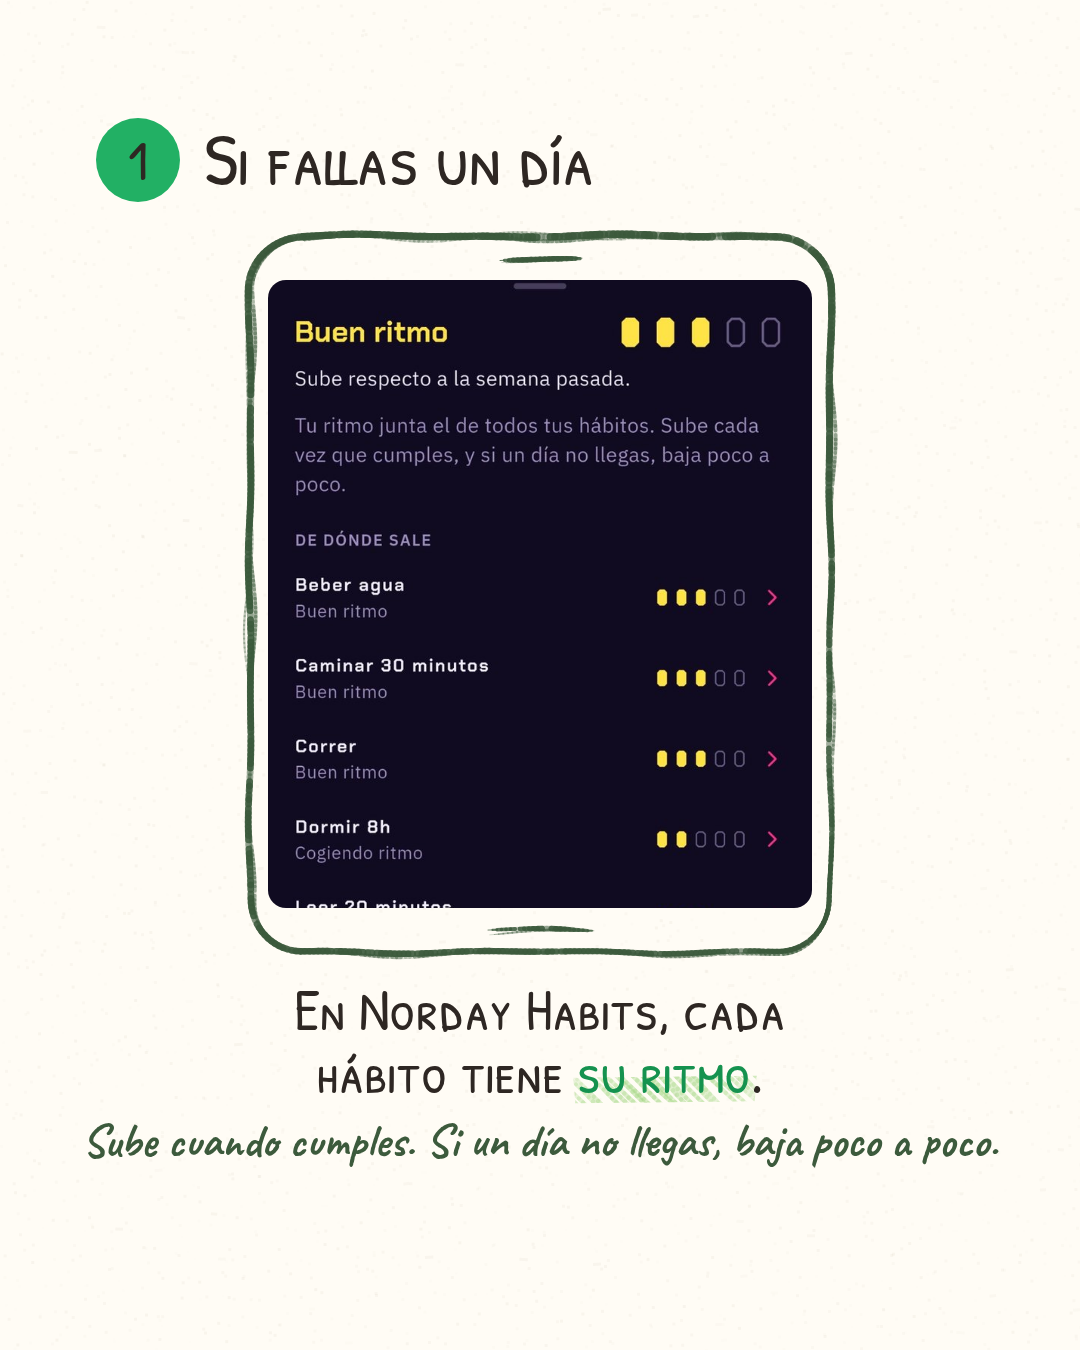 1 Si fallas un día
Buen ritmo
Sube respecto a la semana pasada.
Tu ritmo junta el de todos tus hábitos. Sube cada
vez que cumples, y si un día no llegas, baja poco a
poco.
DE DÓNDE SALE
Beber agua
Buen ritmo
Caminar 30 minutos
Buen ritmo
Correr
Buen ritmo
Dormir 8h
Cogiendo ritmo
Leer 20 minutos
En Norday Habits, cada
hábito tiene su ritmo.
Sube cuando cumples. Si un día no llegas, baja poco a poco.